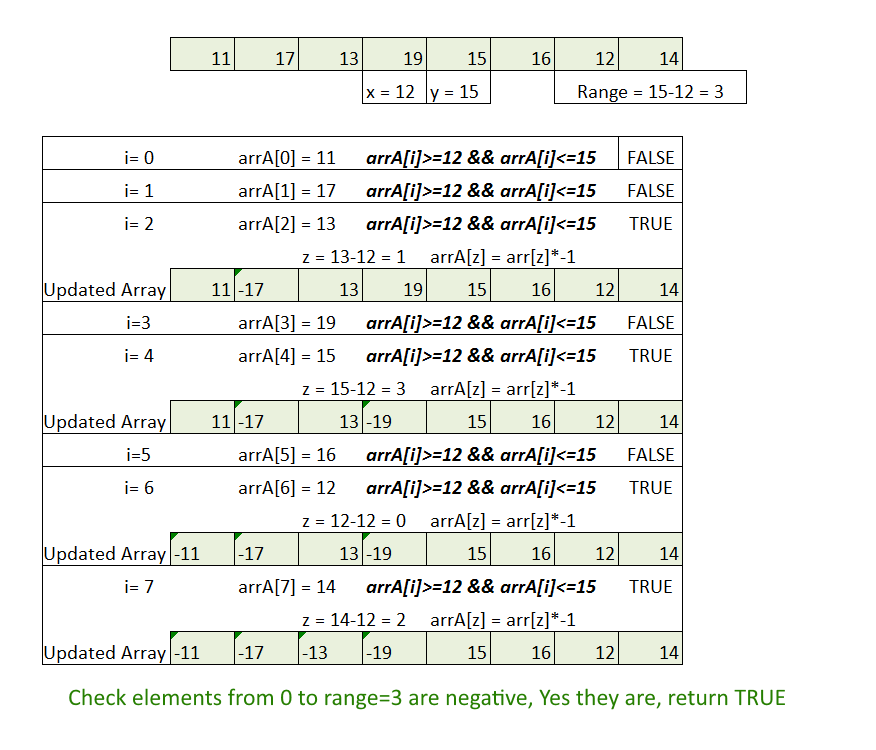 11 17 13 19 15 16 12 14
x = 12 y = 15 Range = 15-12 = 3
i= 0 arrA[0] = 11 arrA[i]>=12 && arrA[i]<=15 FALSE
i= 1 arrA[1] = 17 arrA[i]>=12 && arrA[i]<=15 FALSE
i= 2 arrA[2] = 13 arrA[i]>=12 && arrA[i]<=15 TRUE
z = 13-12 = 1 arrA[z] = arr[z]*-1
Updated Array 11 -17 13 19 15 16 12 14
i=3 arrA[3] = 19 arrA[i]>=12 && arrA[i]<=15 FALSE
i= 4 arrA[4] = 15 arrA[i]>=12 && arrA[i]<=15 TRUE
z = 15-12 = 3 arrA[z] = arr[z]*-1
Updated Array 11 -17 13 -19 15 16 12 14
i=5 arrA[5] = 16 arrA[i]>=12 && arrA[i]<=15 FALSE
i= 6 arrA[6] = 12 arrA[i]>=12 && arrA[i]<=15 TRUE
z = 12-12 = 0 arrA[z] = arr[z]*-1
Updated Array -11 -17 13 -19 15 16 12 14
i= 7 arrA[7] = 14 arrA[i]>=12 && arrA[i]<=15 TRUE
z = 14-12 = 2 arrA[z] = arr[z]*-1
Updated Array -11 -17 -13 -19 15 16 12 14
Check elements from 0 to range=3 are negative, Yes they are, return TRUE